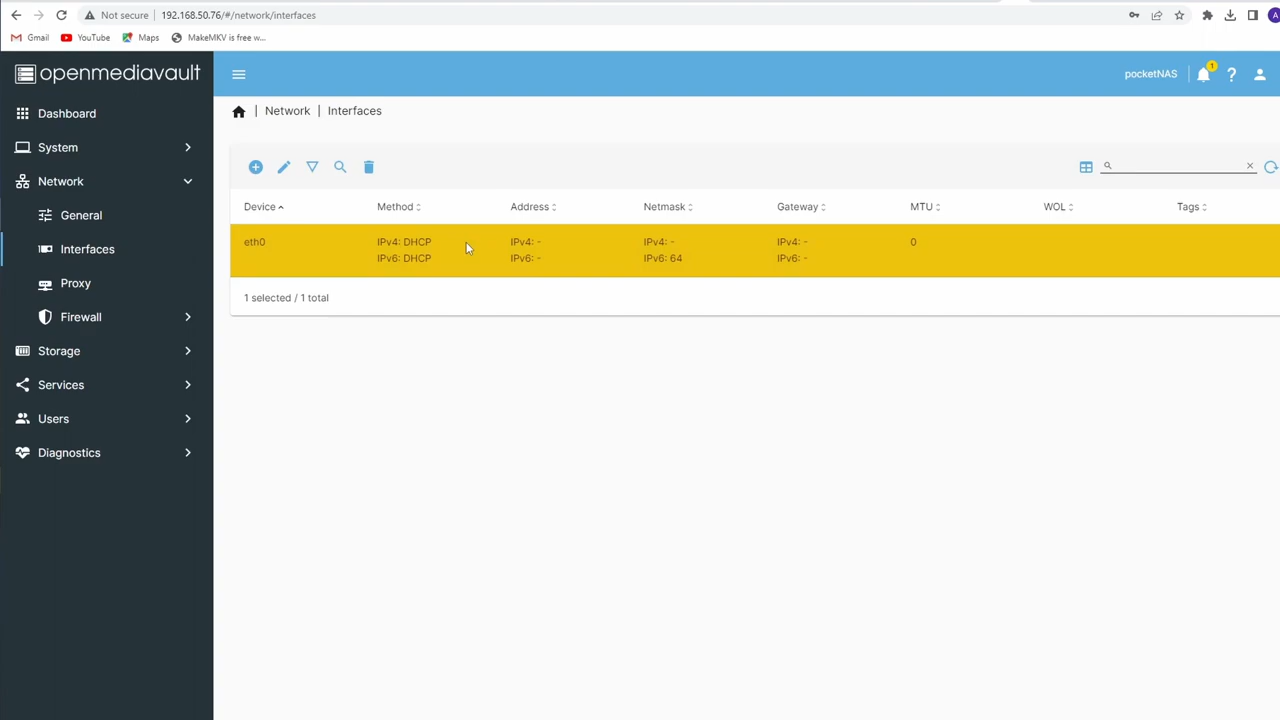 Not secure 192.168.50.76/#/network/interfaces A
Gmail YouTube Maps MakeMKV is free w...
openmediavault
pocketNAS 1 ?
Dashboard
System
Network
General
Interfaces
Proxy
Firewall
Storage
Services
Users
Diagnostics
| Network | Interfaces
Device Method Address Netmask Gateway MTU WOL Tags
eth0 IPv4: DHCP IPv4: - IPv4: - IPv4: - 0
IPv6: DHCP IPv6: - IPv6: 64 IPv6: -
1 selected / 1 total